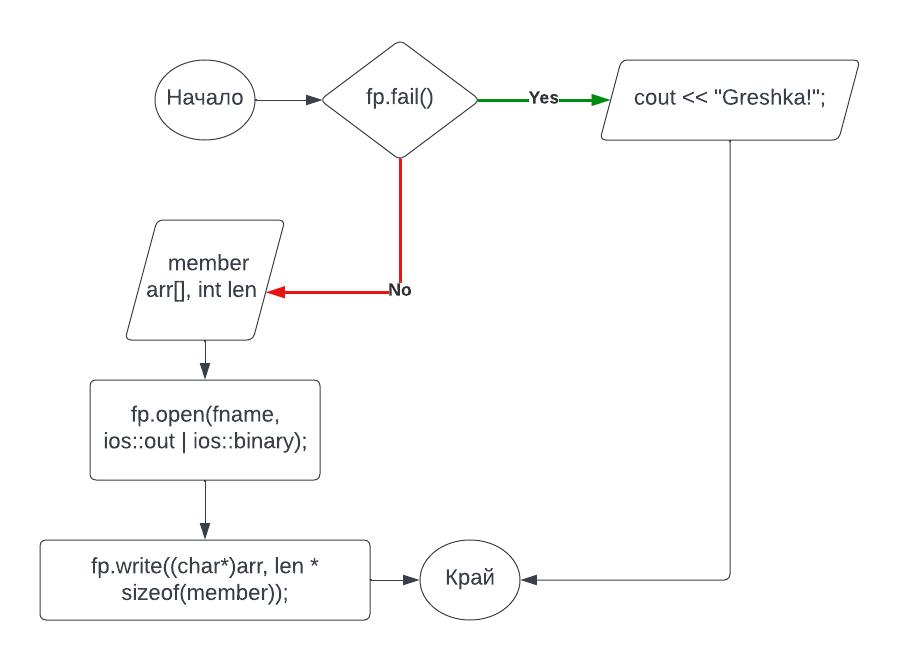 Начало
fp.fail()
Yes
cout << "Greshka!";
No
member
arr[], int len
fp.open(fname,
ios::out | ios::binary);
fp.write((char*)arr, len *
sizeof(member));
Край